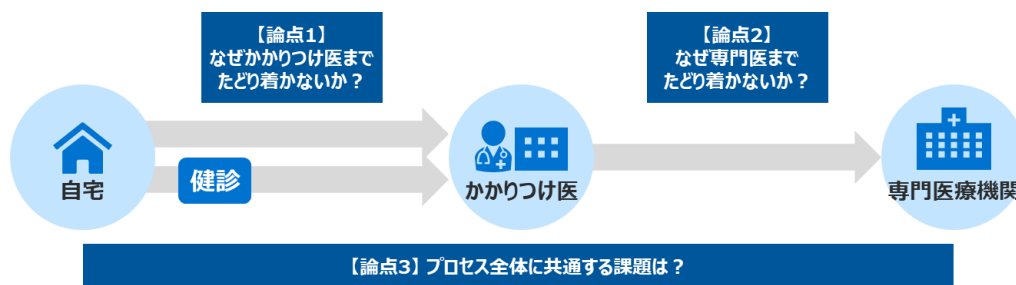 【論点1】
なぜかかりつけ医まで
たどり着かないか？
【論点2】
なぜ専門医まで
たどり着かないか？
自宅
健診
かかりつけ医
専門医療機関
【論点3】プロセス全体に共通する課題は？